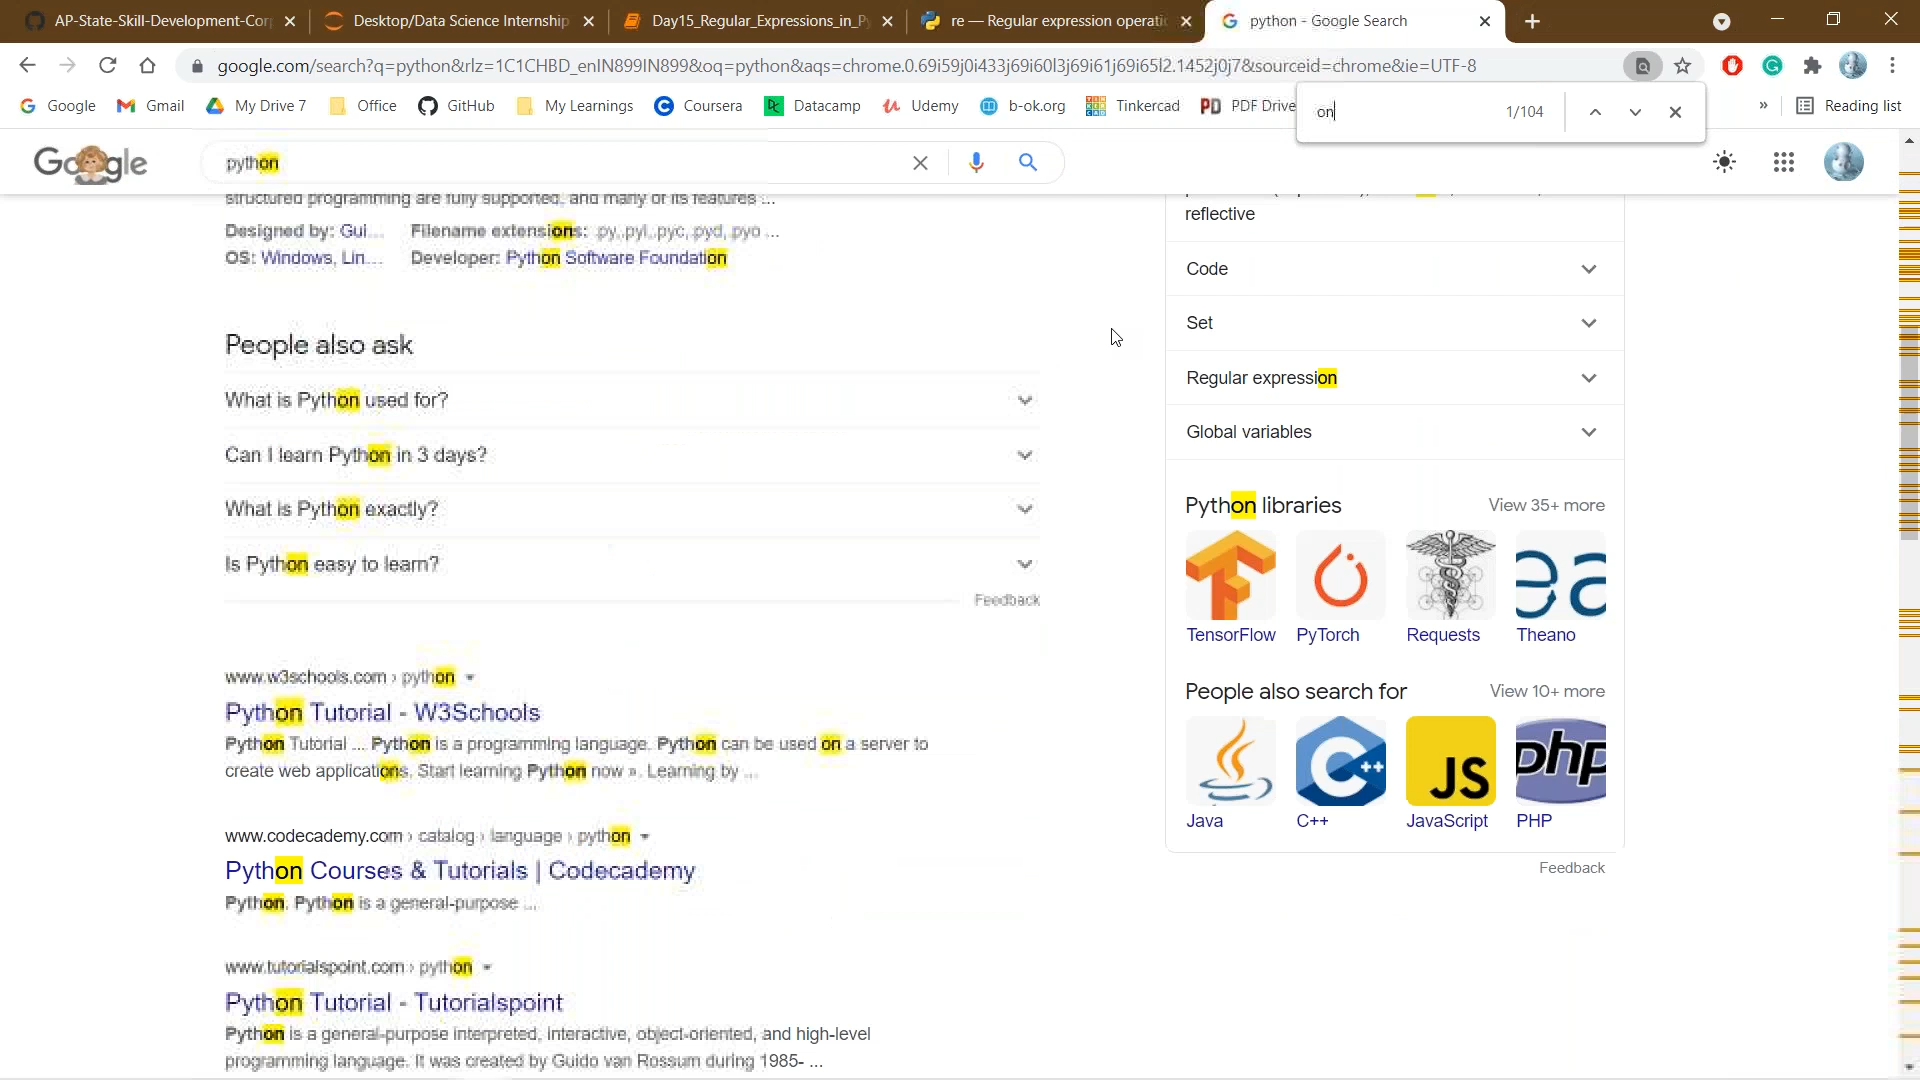 AP-State-Skill-Development-Cor
Desktop/Data Science Internship
Day15_Regular_Expressions_in_Py
re — Regular expression operati
python - Google Search
google.com/search?q=python&rlz=1C1CHBD_enIN899IN899&oq=python&aqs=chrome.0.69i59j0i433j69i60l3j69i61j69i65l2.1452j0j7&sourceid=chrome&ie=UTF-8
Google
Gmail
My Drive 7
Office
GitHub
My Learnings
Coursera
Datacamp
Udemy
b-ok.org
Tinkercad
PDF Drive
»
Reading list
on
1/104
Google
python
structured programming are fully supported, and many of its features ...
Designed by: Gui... Filename extensions: .py,.pyi,.pyc,.pyd,.pyo ...
OS: Windows, Lin... Developer: Python Software Foundation
People also ask
What is Python used for?
Can I learn Python in 3 days?
What is Python exactly?
Is Python easy to learn?
Feedback
www.w3schools.com › python
Python Tutorial - W3Schools
Python Tutorial ... Python is a programming language. Python can be used on a server to
create web applications. Start learning Python now ». Learning by ...
www.codecademy.com › catalog › language › python
Python Courses & Tutorials | Codecademy
Python. Python is a general-purpose ...
www.tutorialspoint.com › python
Python Tutorial - Tutorialspoint
Python is a general-purpose interpreted, interactive, object-oriented, and high-level
programming language. It was created by Guido van Rossum during 1985- ...
reflective
Code
Set
Regular expression
Global variables
Python libraries
View 35+ more
TensorFlow
PyTorch
Requests
ea
Theano
People also search for
View 10+ more
Java
C++
JS
JavaScript
php
PHP
Feedback